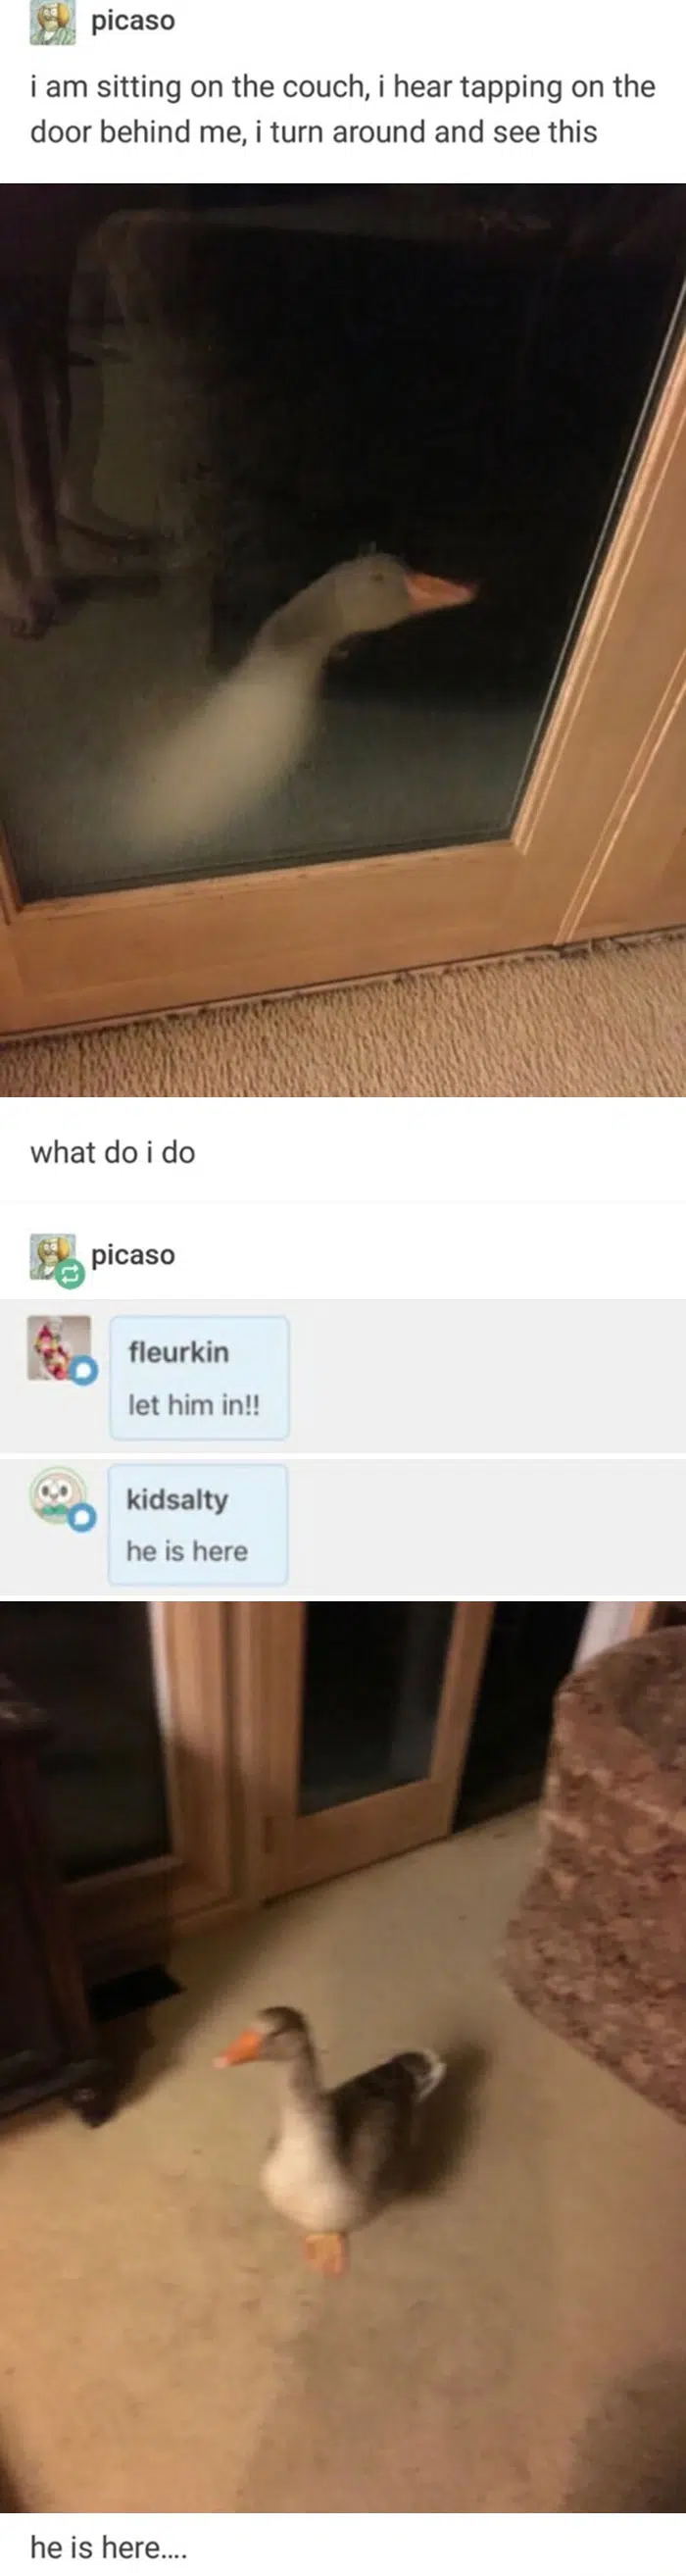 picaso
i am sitting on the couch, i hear tapping on the
door behind me, i turn around and see this
what do i do
picaso
fleurkin
let him in!!
kidsalty
he is here
he is here....